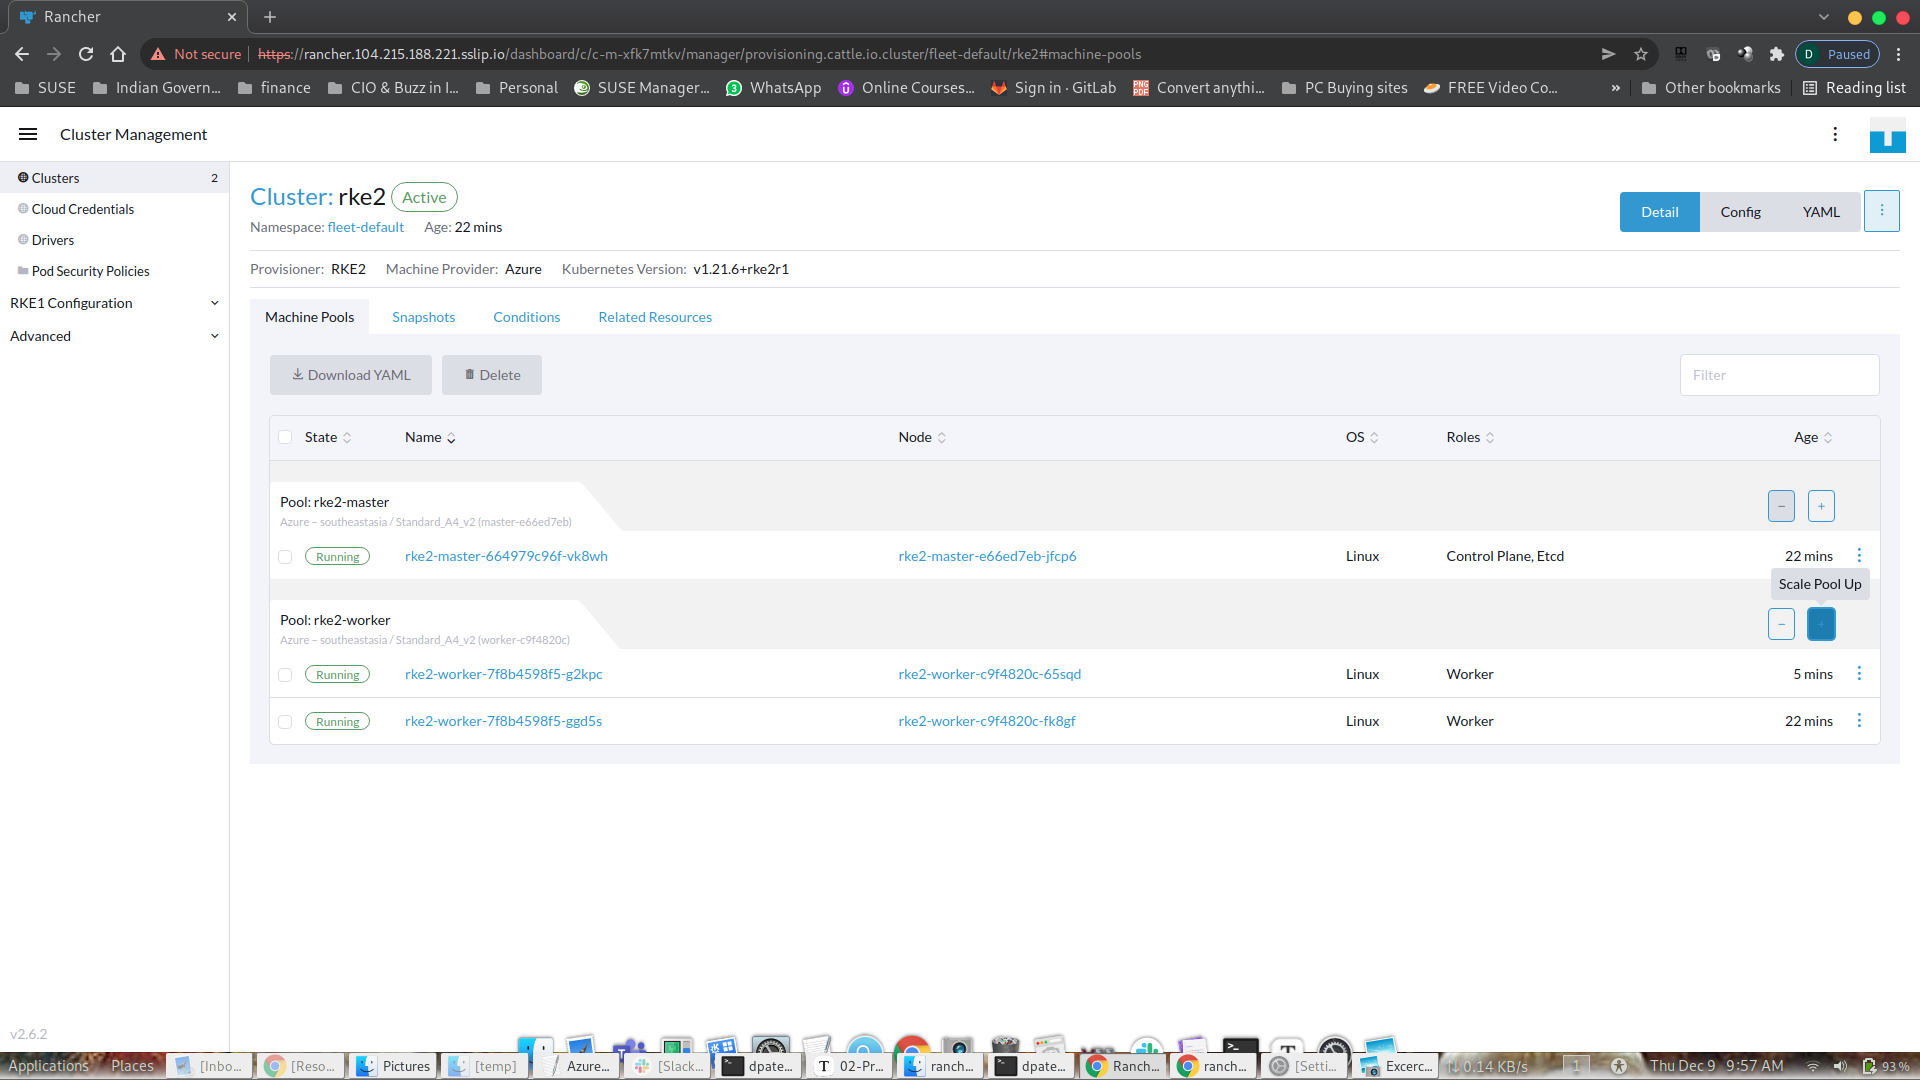 Rancher
Not secure https://rancher.104.215.188.221.sslip.io/dashboard/c/c-m-xfk7mtkv/manager/provisioning.cattle.io.cluster/fleet-default/rke2#machine-pools
D Paused
SUSE Indian Govern... finance CIO & Buzz in I... Personal SUSE Manager... 3 WhatsApp Online Courses... Sign in · GitLab PNG PDF Convert anythi... PC Buying sites FREE Video Co... » Other bookmarks Reading list
Cluster Management
Clusters 2
Cloud Credentials
Drivers
Pod Security Policies
RKE1 Configuration
Advanced
v2.6.2
Cluster: rke2 Active
Namespace: fleet-default Age: 22 mins
Detail Config YAML
Provisioner: RKE2 Machine Provider: Azure Kubernetes Version: v1.21.6+rke2r1
Machine Pools Snapshots Conditions Related Resources
Download YAML Delete Filter
State Name Node OS Roles Age
Pool: rke2-master
Azure – southeastasia / Standard_A4_v2 (master-e66ed7eb)
− +
Running rke2-master-664979c96f-vk8wh rke2-master-e66ed7eb-jfcp6 Linux Control Plane, Etcd 22 mins
Scale Pool Up
Pool: rke2-worker
Azure – southeastasia / Standard_A4_v2 (worker-c9f4820c)
− +
Running rke2-worker-7f8b4598f5-g2kpc rke2-worker-c9f4820c-65sqd Linux Worker 5 mins
Running rke2-worker-7f8b4598f5-ggd5s rke2-worker-c9f4820c-fk8gf Linux Worker 22 mins
Applications Places [Inbo... [Reso... Pictures [temp] Azure... [Slack... dpate... T 02-Pr... ranch... dpate... Ranch... ranch... [Setti... Excerc... 0.14 KB/s 1 Thu Dec 9 9:57 AM 93 %